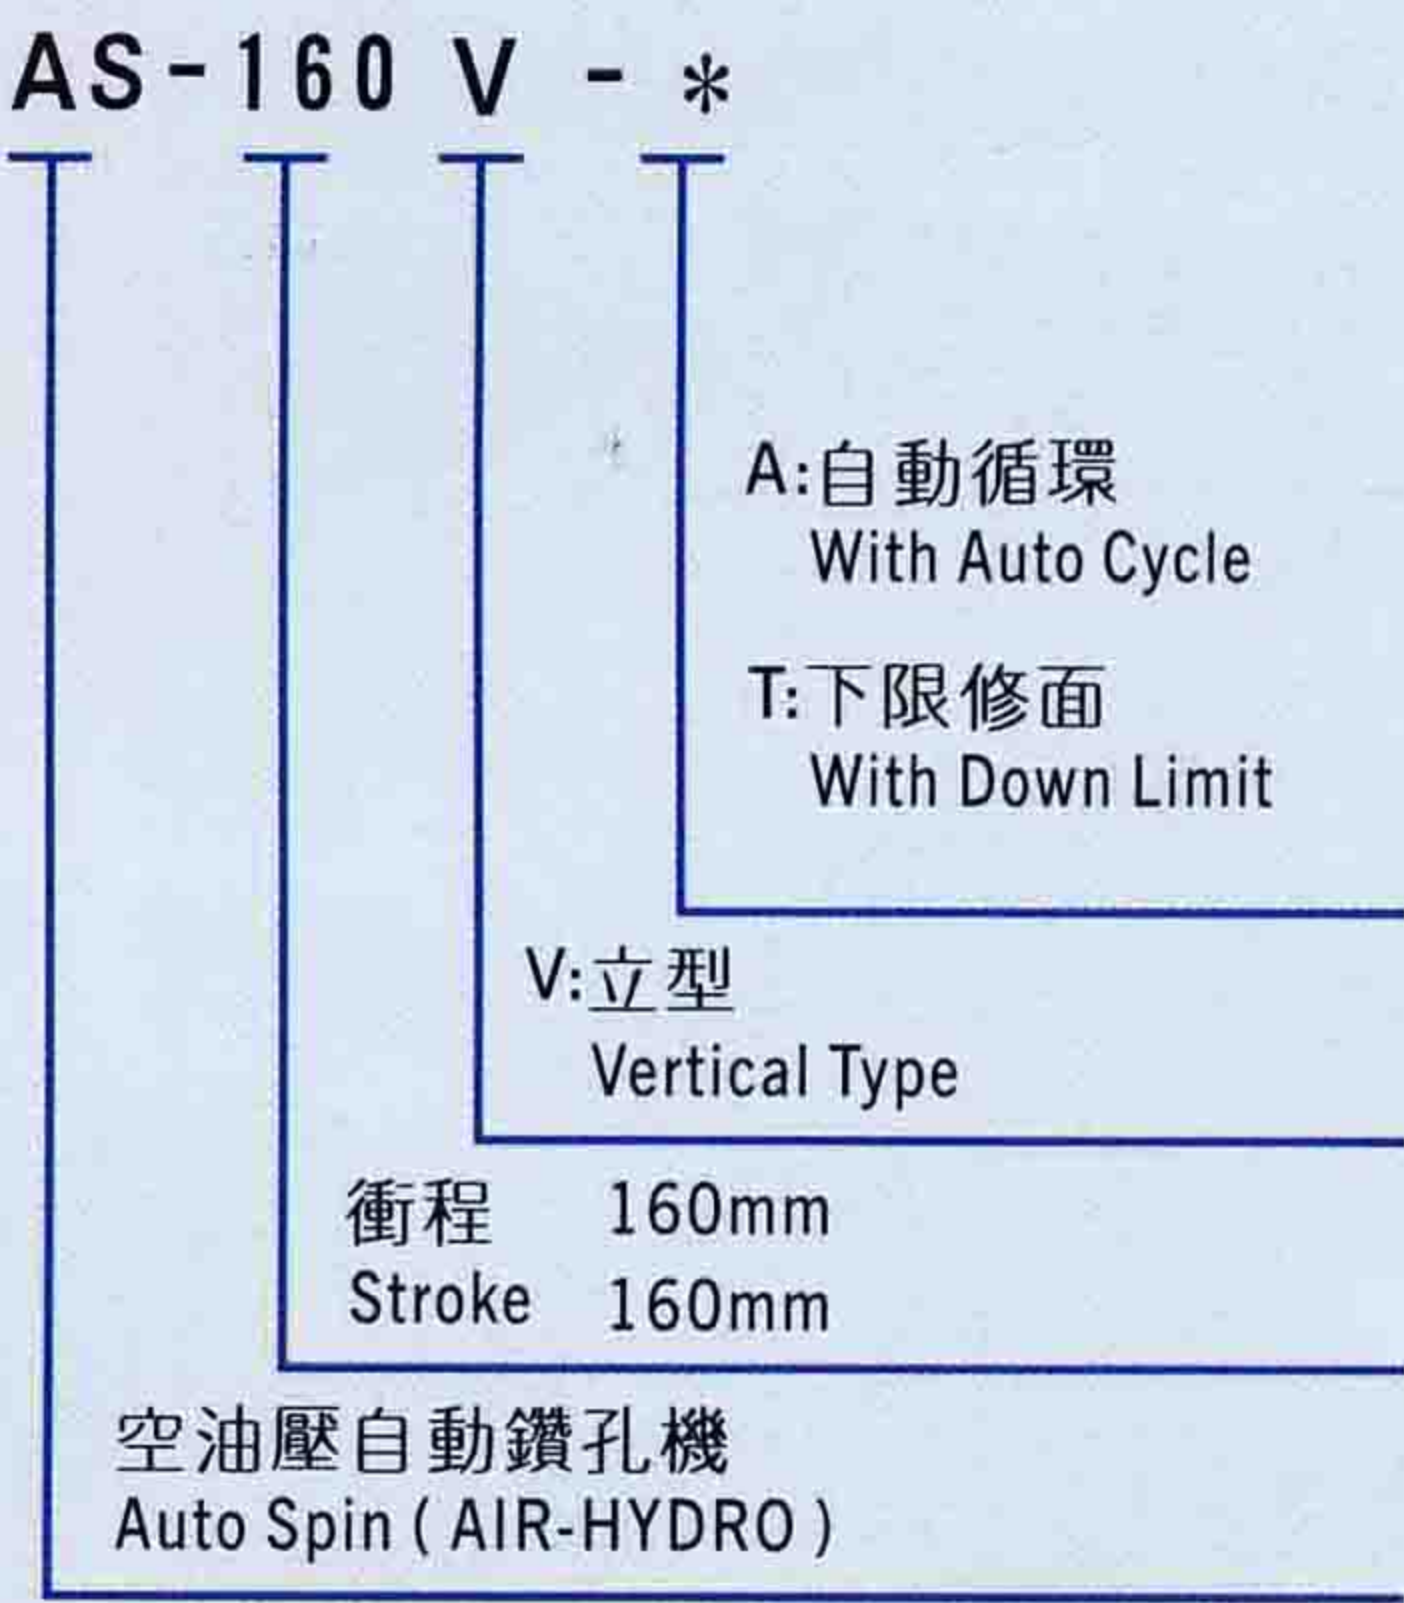 AS-160 V - *
A:自動循環
With Auto Cycle
T:下限修面
With Down Limit
V:立型
Vertical Type
衝程 160mm
Stroke 160mm
空油壓自動鑽孔機
Auto Spin ( AIR-HYDRO )